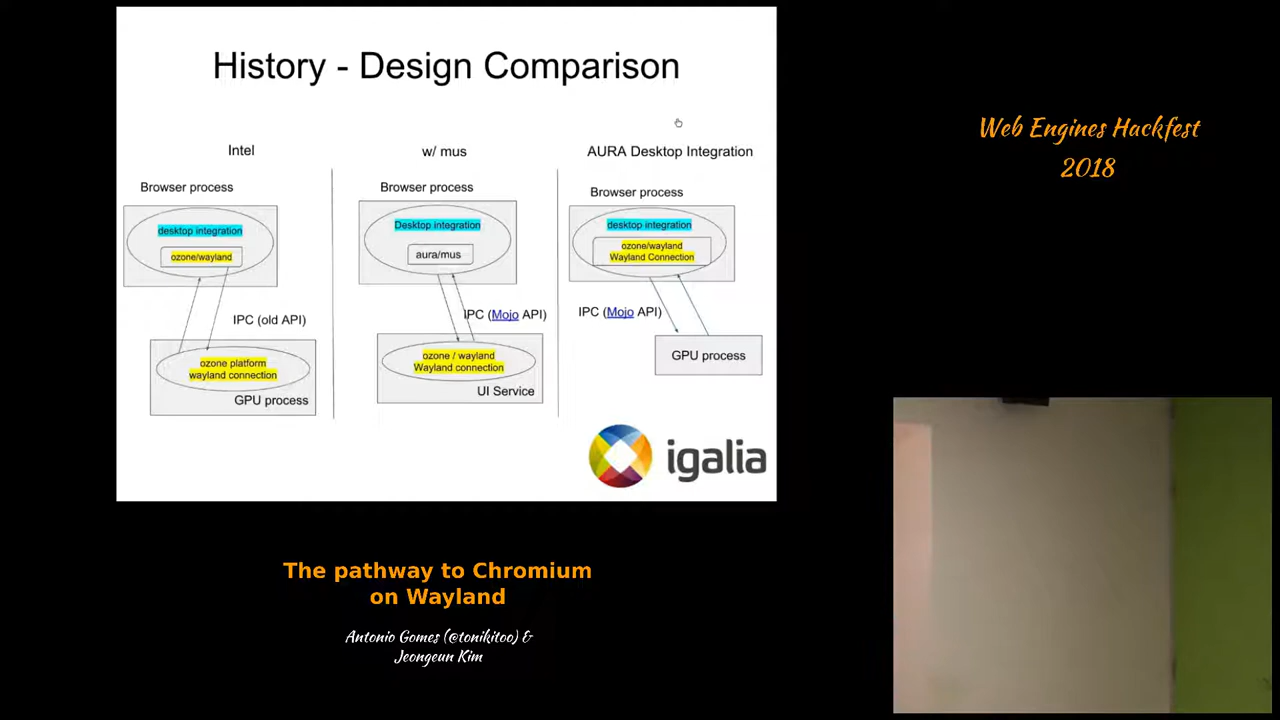 History - Design Comparison
Intel
Browser process
desktop integration
ozone/wayland
IPC (old API)
ozone platform
wayland connection
GPU process
w/ mus
Browser process
Desktop integration
aura/mus
IPC (Mojo API)
ozone / wayland
Wayland connection
UI Service
AURA Desktop Integration
Browser process
desktop integration
ozone/wayland
Wayland Connection
IPC (Mojo API)
GPU process
igalia
Web Engines Hackfest
2018
The pathway to Chromium
on Wayland
Antonio Gomes (@tonikitoo) &
Jeongeun Kim